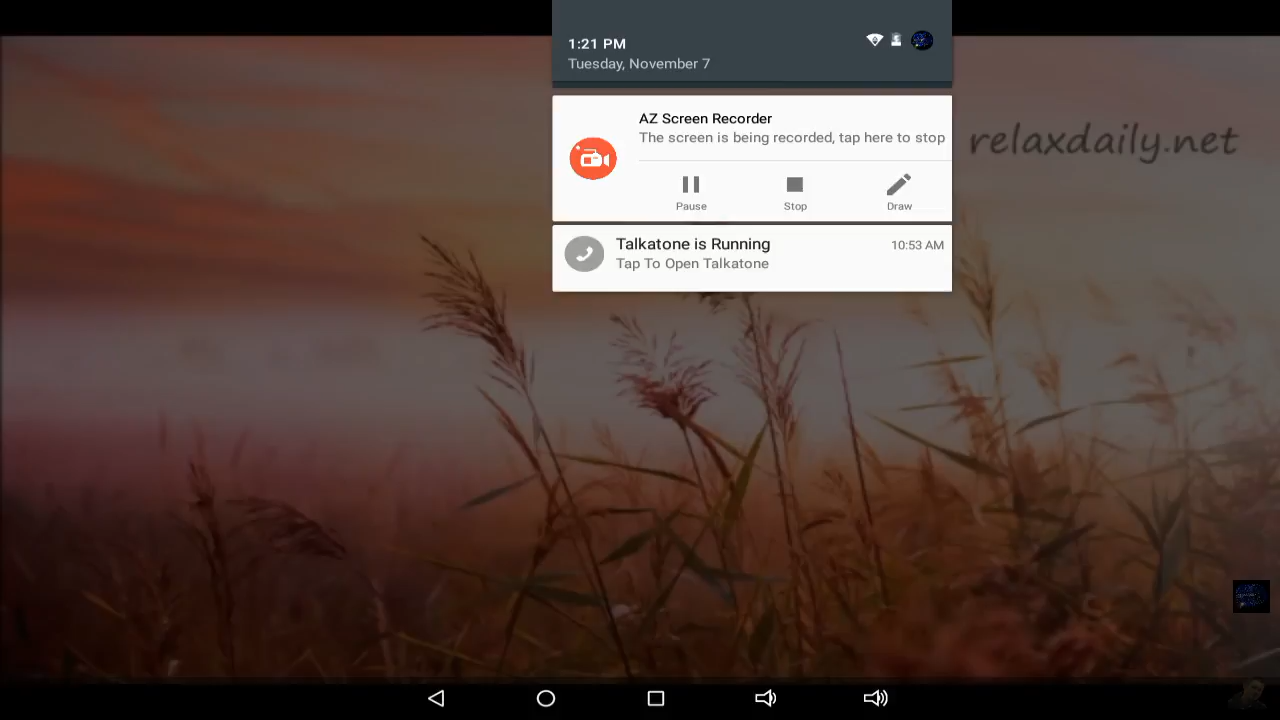 1:21 PM
Tuesday, November 7
AZ Screen Recorder
The screen is being recorded, tap here to stop
relaxdaily.net
Pause
Stop
Draw
Talkatone is Running
10:53 AM
Tap To Open Talkatone